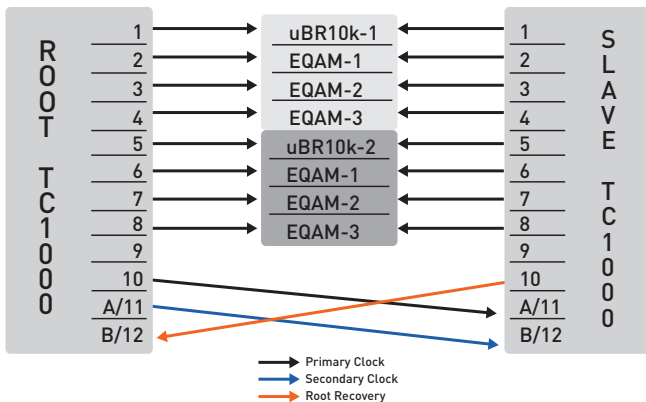 ROOT TC1000
1
2
3
4
5
6
7
8
9
10
A/11
B/12
uBR10k-1
EQAM-1
EQAM-2
EQAM-3
uBR10k-2
EQAM-1
EQAM-2
EQAM-3
1
2
3
4
5
6
7
8
9
10
A/11
B/12
SLAVE TC1000
Primary Clock
Secondary Clock
Root Recovery